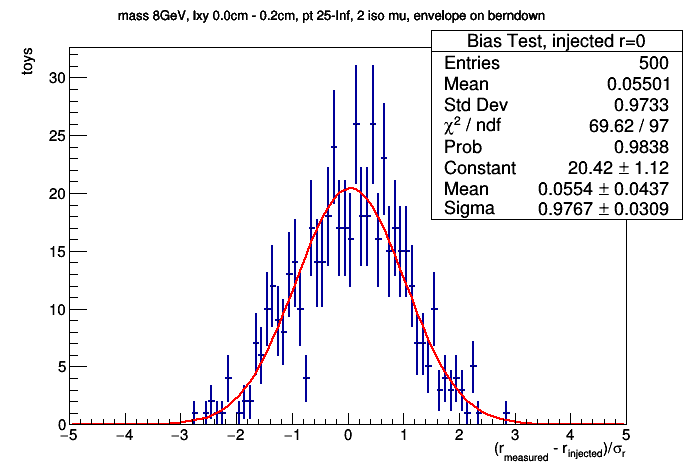 mass 8GeV, lxy 0.0cm - 0.2cm, pt 25-Inf, 2 iso mu, envelope on berndown
Bias Test, injected r=0
Entries 500
Mean 0.05501
Std Dev 0.9733
χ² / ndf 69.62 / 97
Prob 0.9838
Constant 20.42 ± 1.12
Mean 0.0554 ± 0.0437
Sigma 0.9767 ± 0.0309
toys
30
25
20
15
10
5
0
−5 −4 −3 −2 −1 0 1 2 3 4 5
(r_measured - r_injected)/σ_r